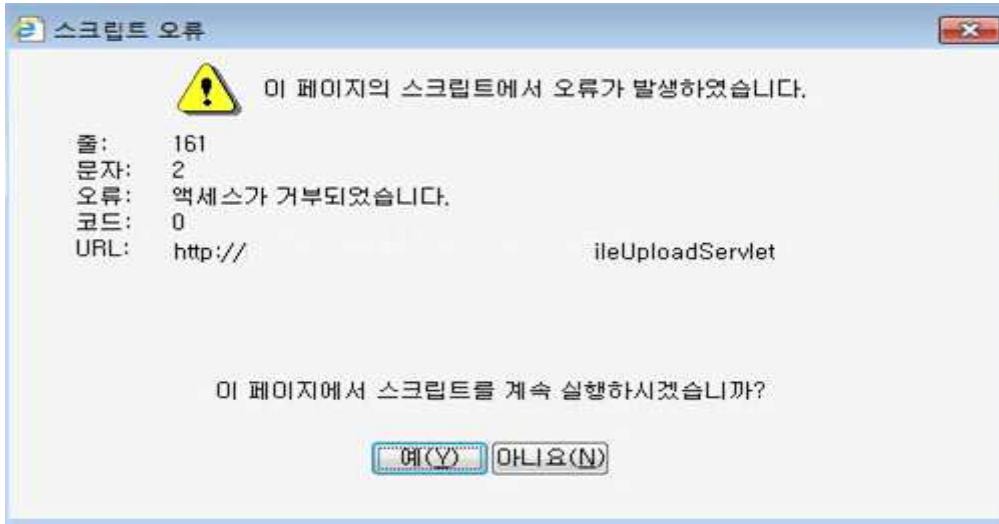 스크립트 오류
이 페이지의 스크립트에서 오류가 발생하였습니다.
줄: 161
문자: 2
오류: 액세스가 거부되었습니다.
코드: 0
URL: http:// ileUploadServlet
이 페이지에서 스크립트를 계속 실행하시겠습니까?
예(Y) 아니요(N)